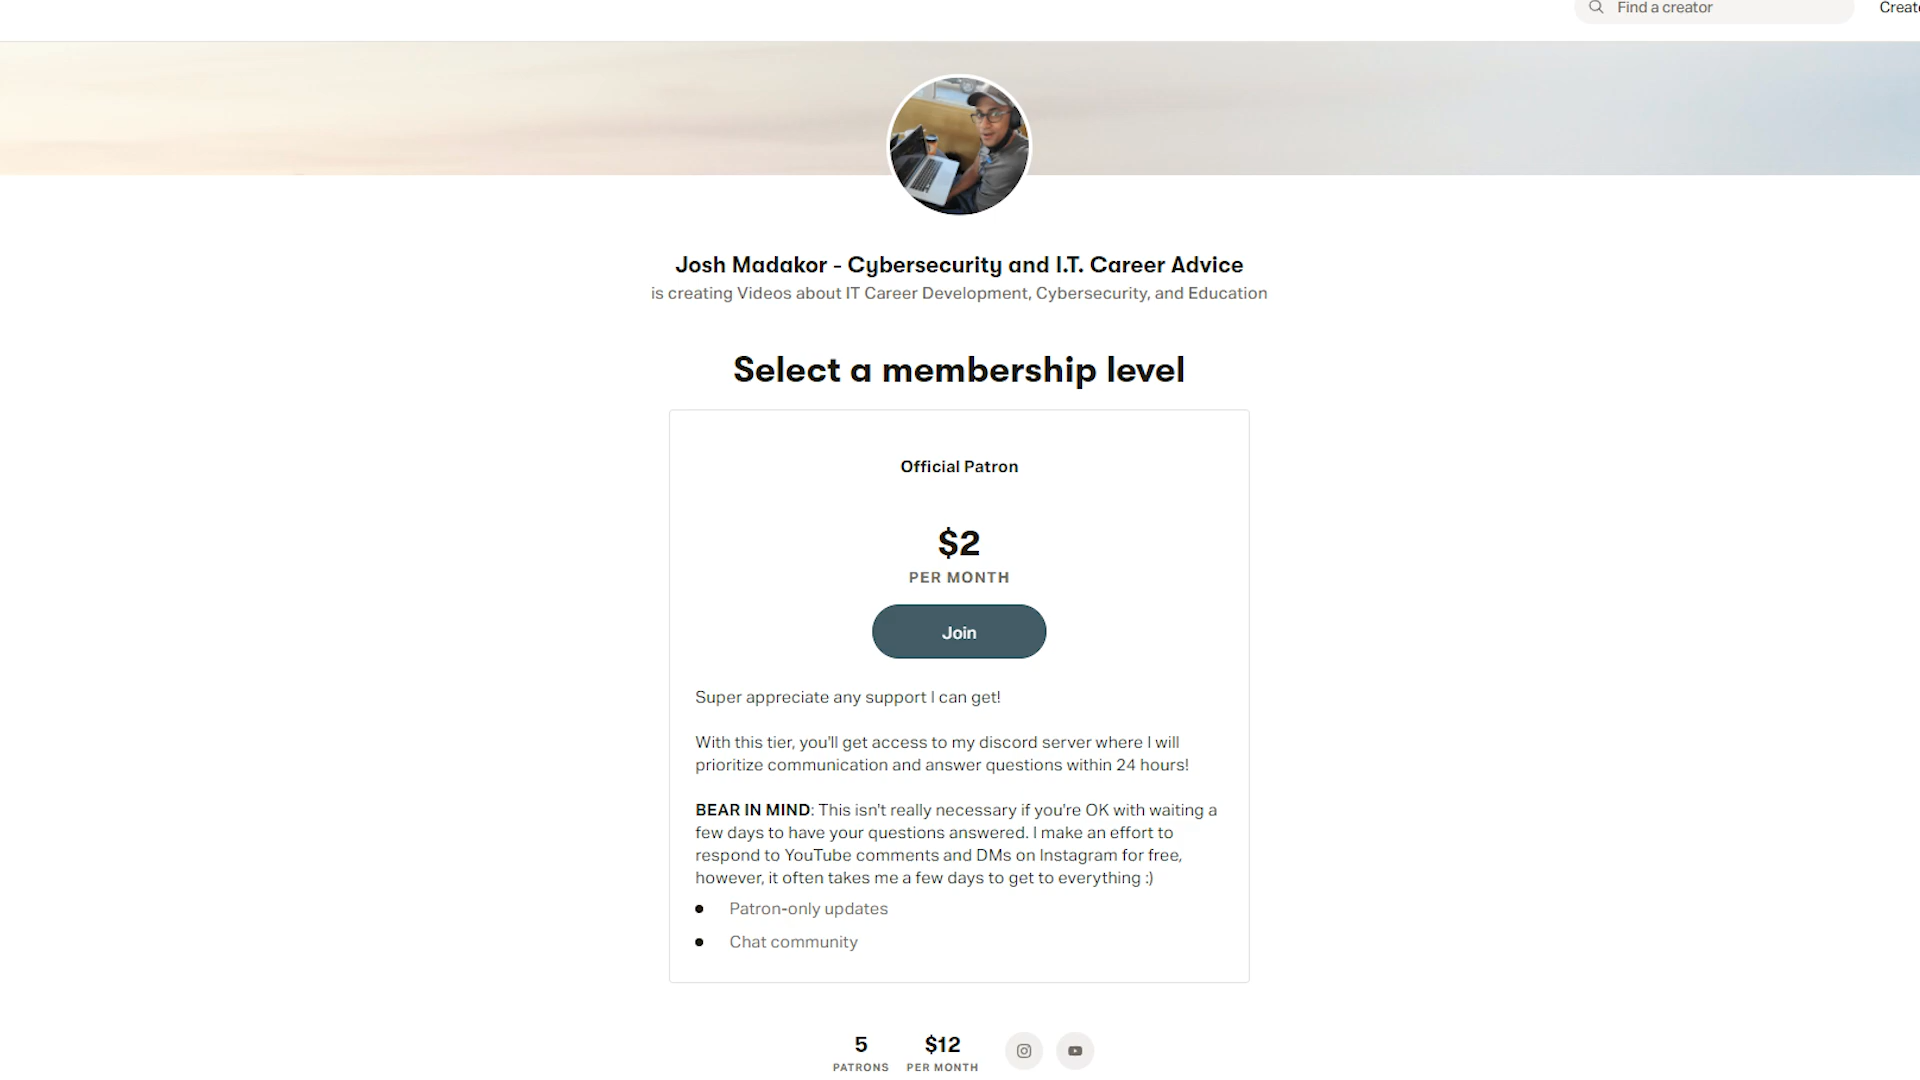 Find a creator
Creat
Josh Madakor - Cybersecurity and I.T. Career Advice
is creating Videos about IT Career Development, Cybersecurity, and Education
Select a membership level
Official Patron
$2
PER MONTH
Join
Super appreciate any support I can get!
With this tier, you'll get access to my discord server where I will
prioritize communication and answer questions within 24 hours!
BEAR IN MIND: This isn't really necessary if you're OK with waiting a
few days to have your questions answered. I make an effort to
respond to YouTube comments and DMs on Instagram for free,
however, it often takes me a few days to get to everything :)
Patron-only updates
Chat community
5 $12
PATRONS PER MONTH